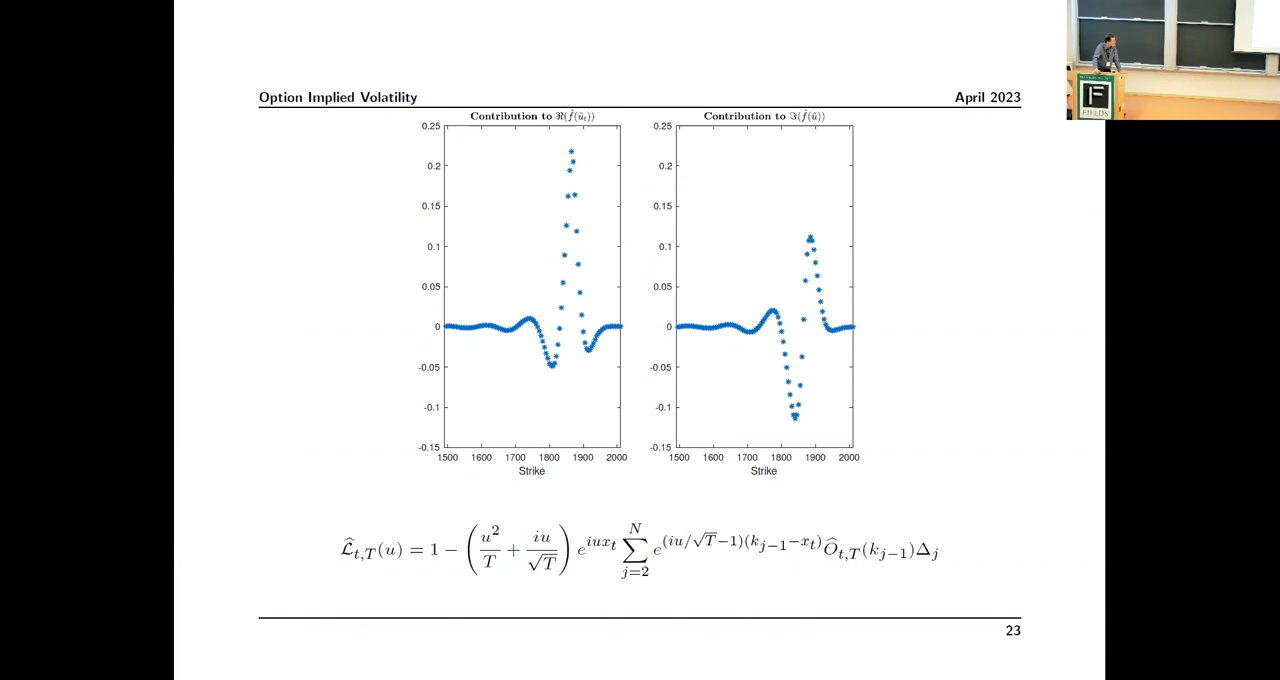 Option Implied Volatility
April 2023
Contribution to ℜ(f̂(û_t))
Contribution to ℑ(f̂(û))
0.25
0.2
0.15
0.1
0.05
0
-0.05
-0.1
-0.15
1500 1600 1700 1800 1900 2000
Strike
0.25
0.2
0.15
0.1
0.05
0
-0.05
-0.1
-0.15
1500 1600 1700 1800 1900 2000
Strike
\widehat{\mathcal{L}}_{t,T}(u) = 1 - \left(\frac{u^2}{T} + \frac{iu}{\sqrt{T}}\right) e^{iux_t} \sum_{j=2}^{N} e^{(iu/\sqrt{T}-1)(k_{j-1}-x_t)} \widehat{O}_{t,T}(k_{j-1})\Delta_j
23
F
FIELDS